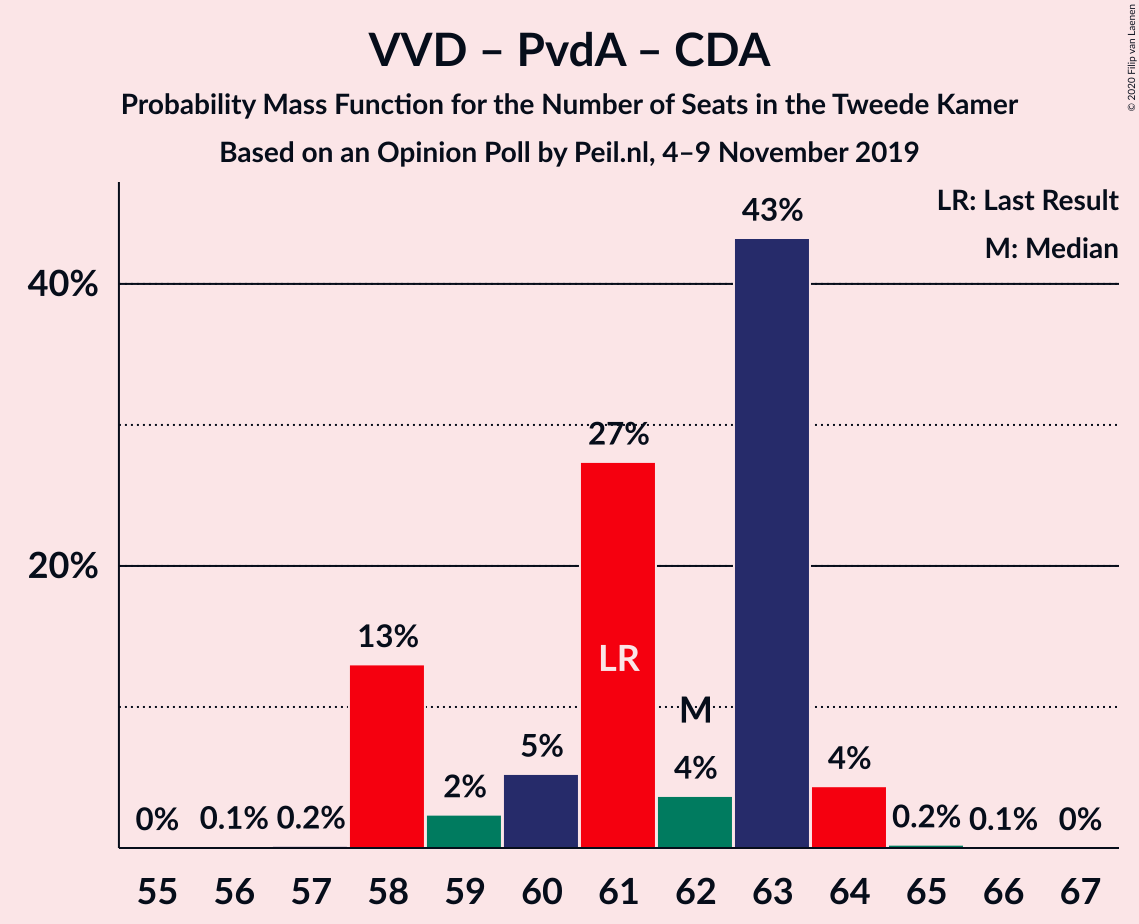 VVD – PvdA – CDA
Probability Mass Function for the Number of Seats in the Tweede Kamer
Based on an Opinion Poll by Peil.nl, 4–9 November 2019
© 2020 Filip van Laenen
LR: Last Result
M: Median
43%
40%
27%
20%
13%
LR
M
5%
4%
4%
2%
0%
0.1%
0.2%
0.2%
0.1%
0%
55 56 57 58 59 60 61 62 63 64 65 66 67